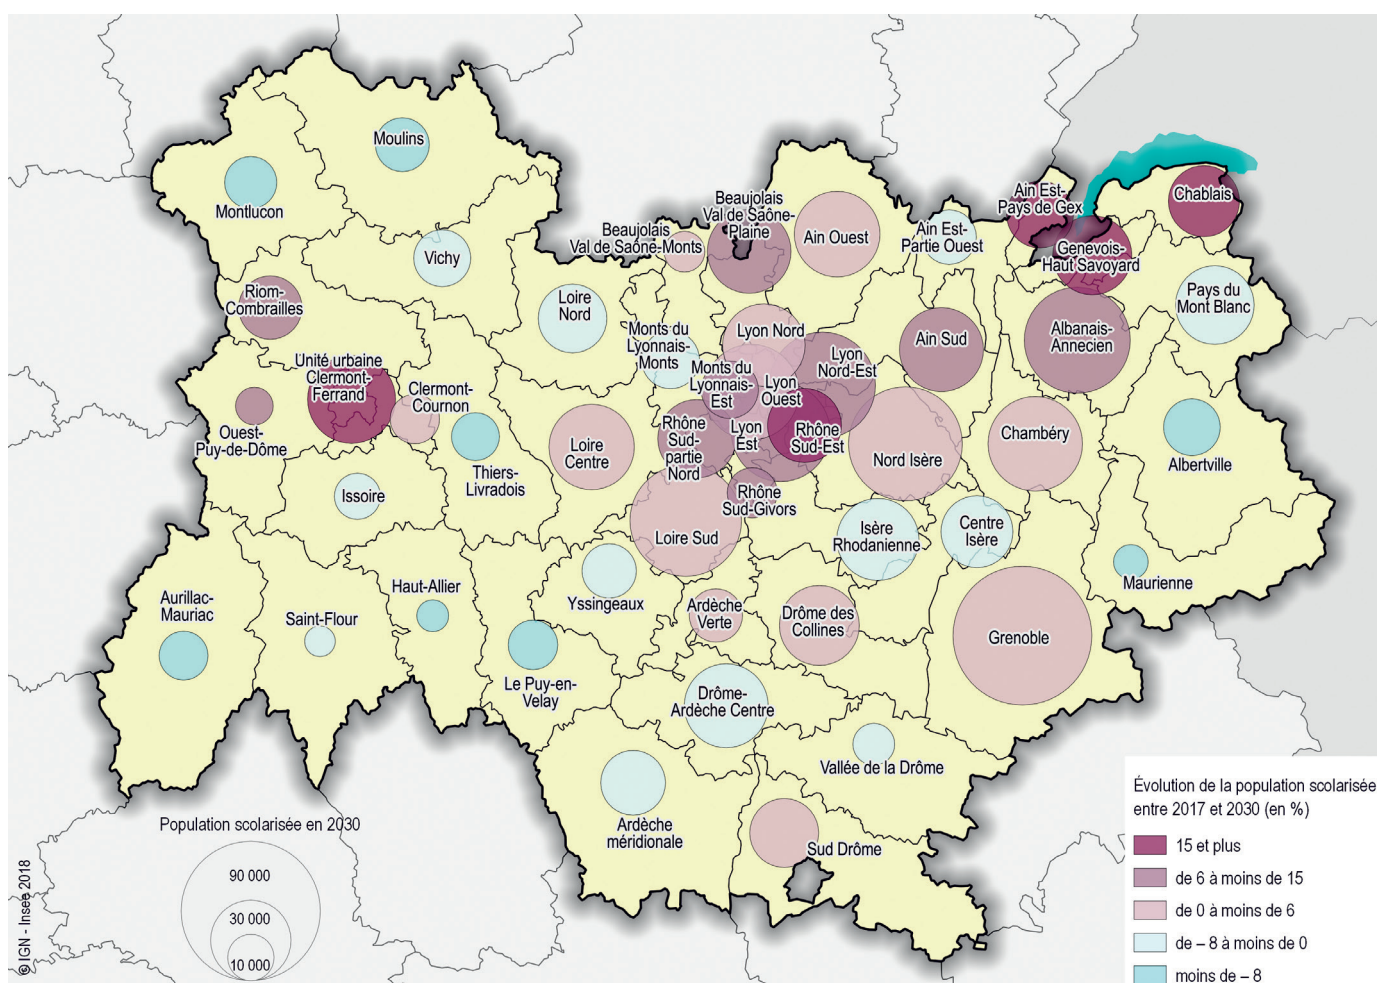 Moulins
Montlucon
Vichy
Riom-
Combrailles
Unité urbaine
Clermont-
Ferrand
Clermont-
Cournon
Ouest-
Puy-de-Dôme
Thiers-
Livradois
Issoire
Aurillac-
Mauriac
Saint-Flour
Haut-Allier
Le Puy-en-
Velay
Yssingeaux
Loire
Nord
Loire
Centre
Loire Sud
Beaujolais
Val de Saône-Monts
Beaujolais
Val de Saône-
Plaine
Ain Ouest
Ain Est-
Partie Ouest
Ain Est-
Pays de Gex
Chablais
Genevois-
Haut Savoyard
Pays du
Mont Blanc
Albanais-
Annecien
Ain Sud
Lyon Nord
Lyon
Nord-Est
Monts du
Lyonnais-
Monts
Monts du
Lyonnais-
Est
Lyon
Ouest
Lyon
Est
Rhône
Sud-Est
Rhône
Sud-
partie
Nord
Rhône
Sud-Givors
Nord Isère
Chambéry
Albertville
Maurienne
Isère
Rhodanienne
Centre
Isère
Grenoble
Ardèche
Verte
Drôme des
Collines
Drôme-
Ardèche Centre
Vallée de la Drôme
Ardèche
méridionale
Sud Drôme
Population scolarisée en 2030
90 000
30 000
10 000
© IGN - Insee 2018
Évolution de la population scolarisée
entre 2017 et 2030 (en %)
15 et plus
de 6 à moins de 15
de 0 à moins de 6
de – 8 à moins de 0
moins de – 8